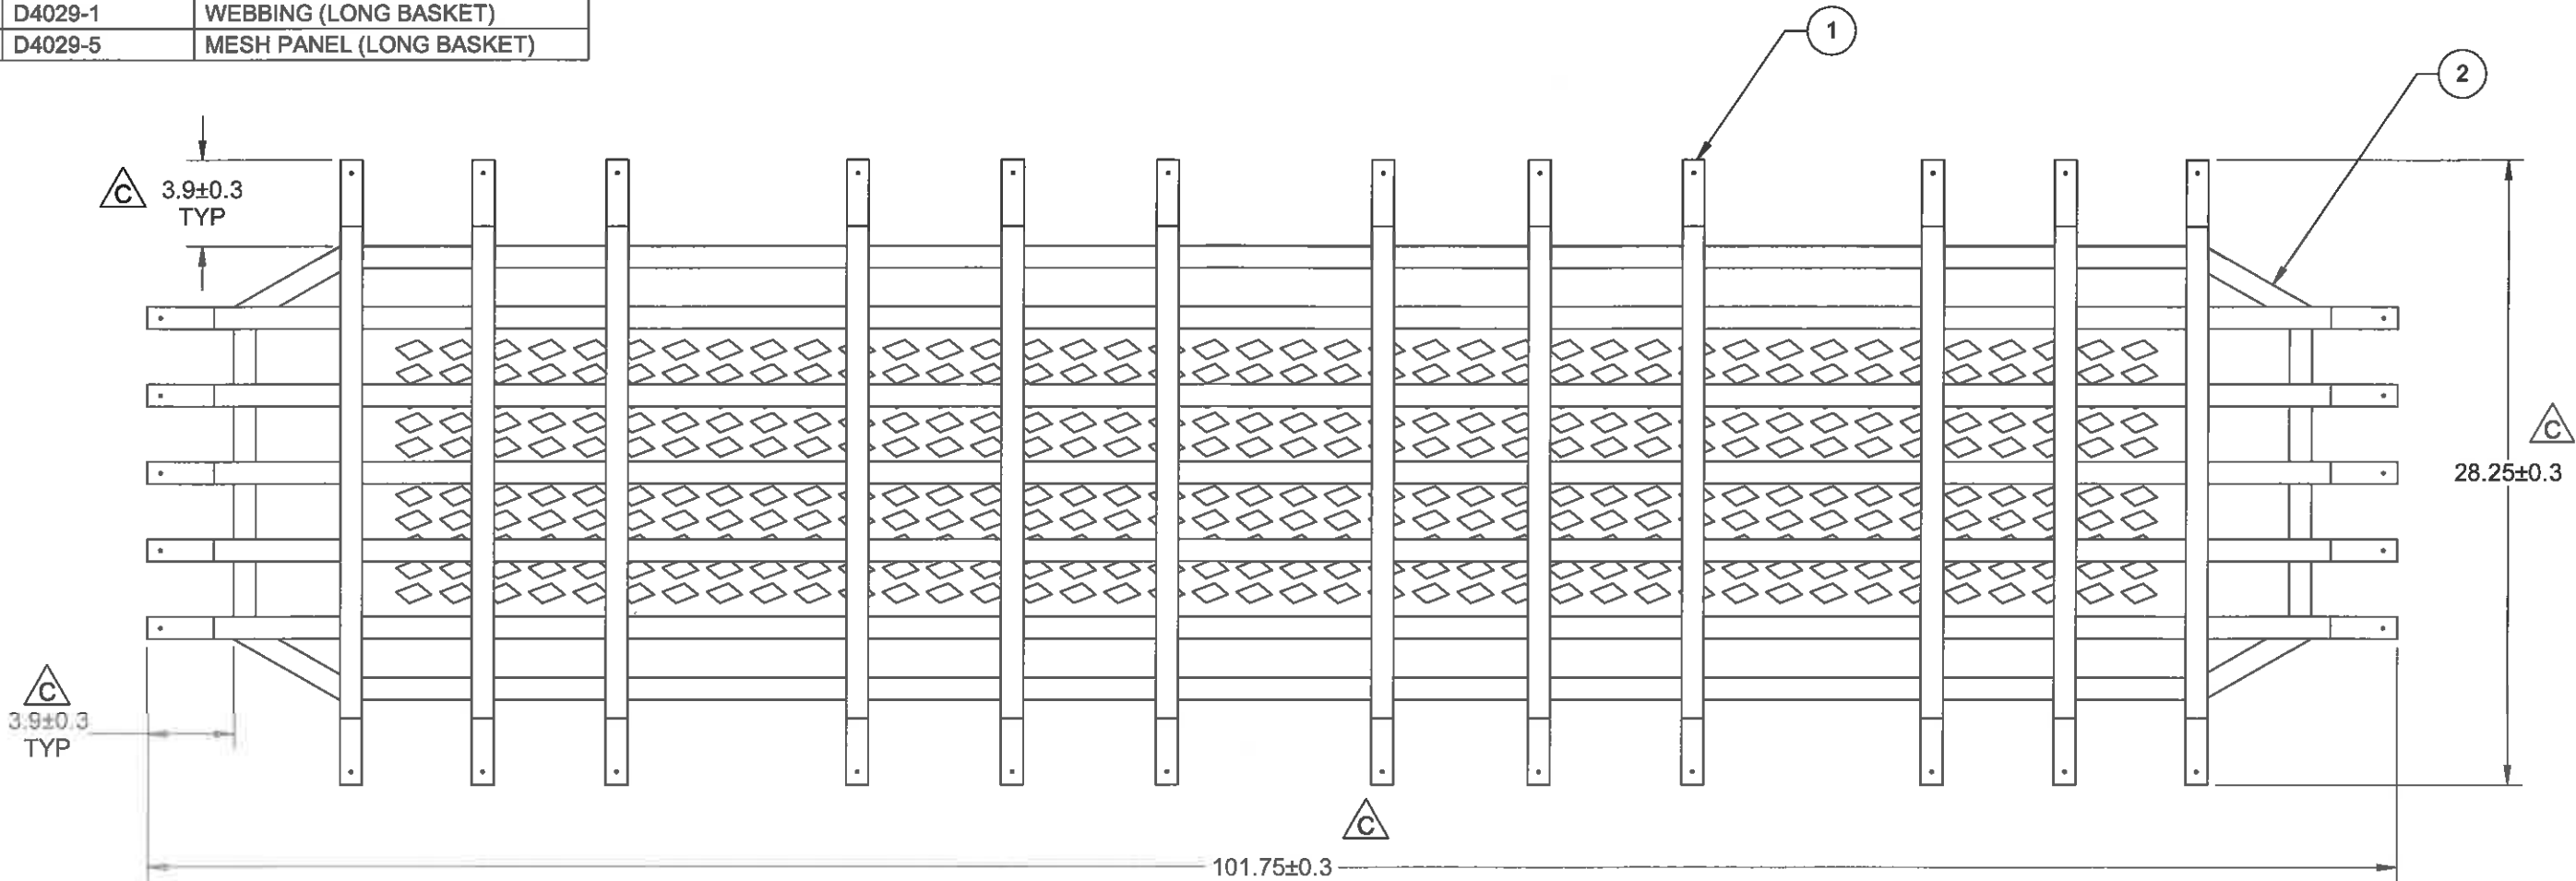 D4029-1 WEBBING (LONG BASKET)
D4029-5 MESH PANEL (LONG BASKET)
1
2
C 3.9±0.3
TYP
C
28.25±0.3
C
3.9±0.3
TYP
C
101.75±0.3